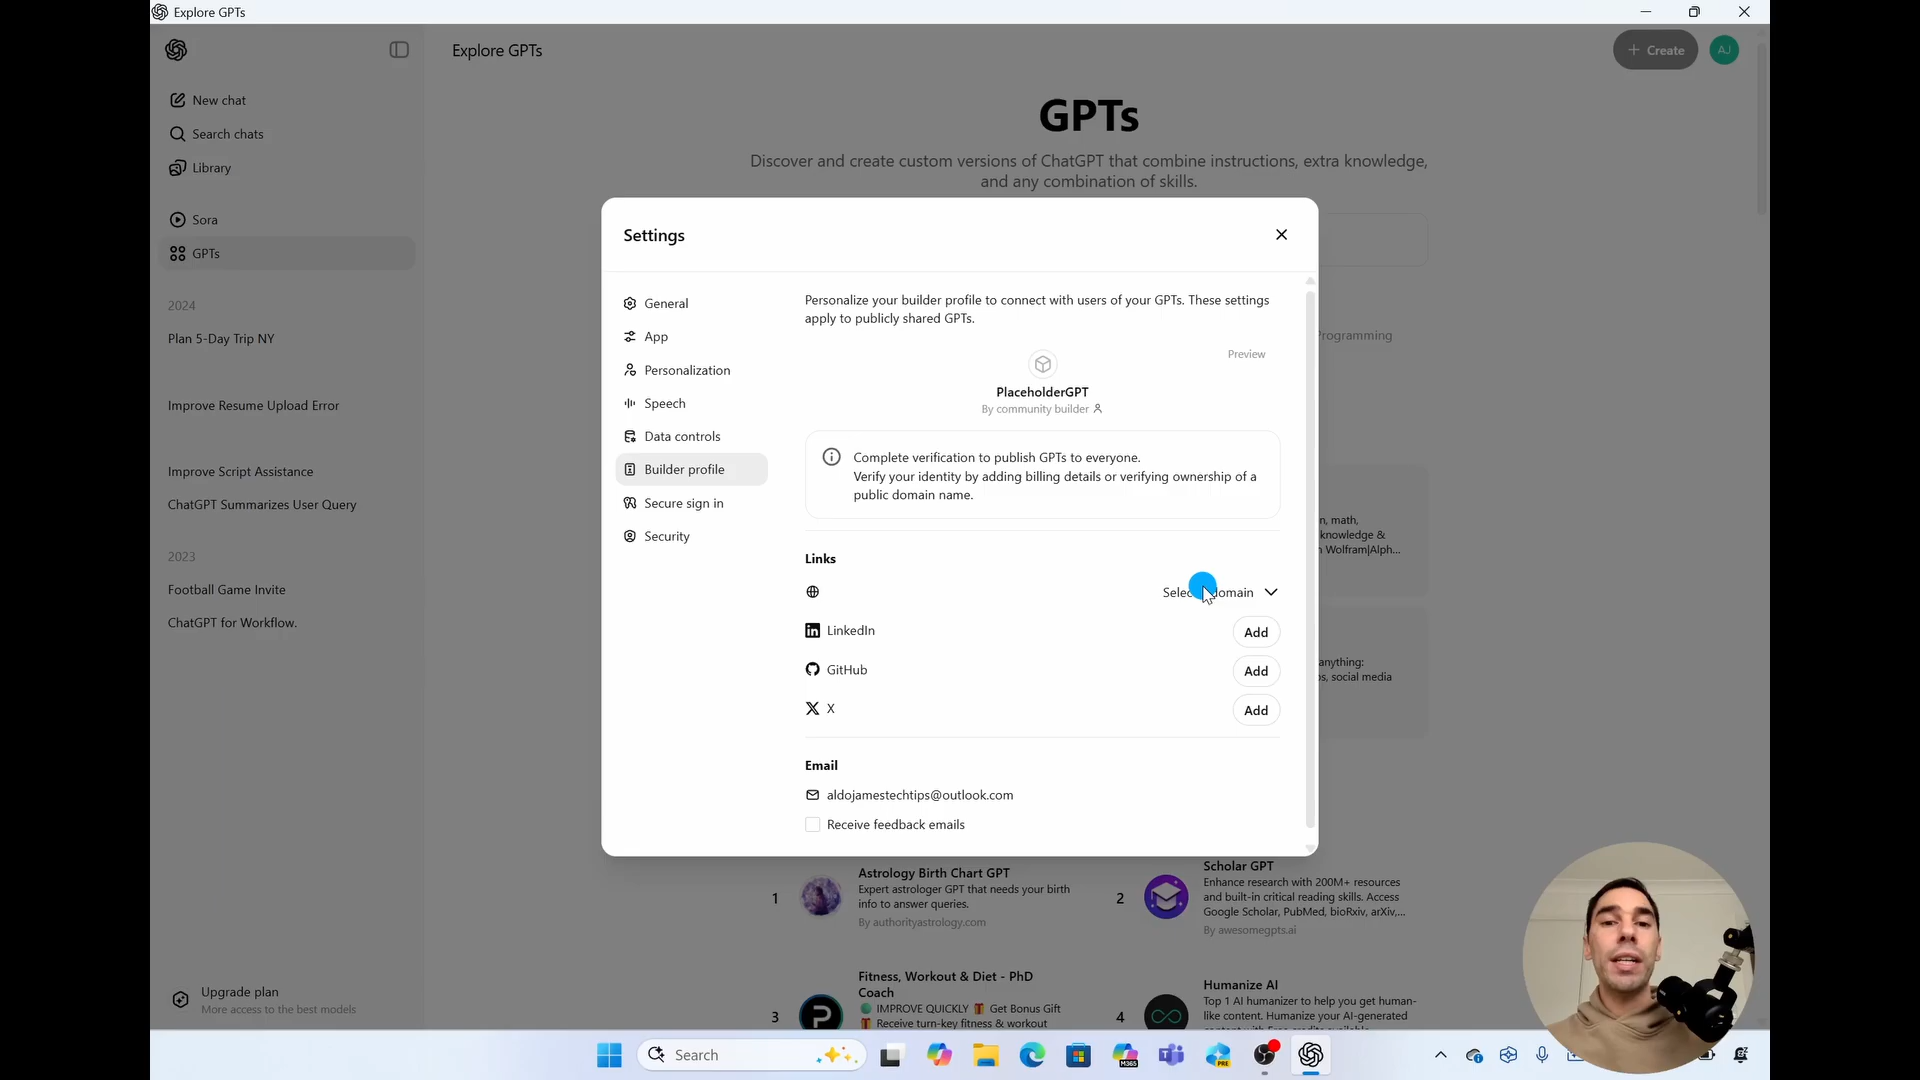 Explore GPTs
Explore GPTs
Create
AJ
New chat
Search chats
Library
Sora
GPTs
2024
Plan 5-Day Trip NY
Improve Resume Upload Error
Improve Script Assistance
ChatGPT Summarizes User Query
2023
Football Game Invite
ChatGPT for Workflow.
Upgrade plan
More access to the best models
GPTs
Discover and create custom versions of ChatGPT that combine instructions, extra knowledge,
and any combination of skills.
Programming
n, math,
knowledge &
n Wolfram|Alph...
anything:
os, social media
Settings
General
App
Personalization
Speech
Data controls
Builder profile
Secure sign in
Security
Personalize your builder profile to connect with users of your GPTs. These settings
apply to publicly shared GPTs.
Preview
PlaceholderGPT
By community builder
Complete verification to publish GPTs to everyone.
Verify your identity by adding billing details or verifying ownership of a
public domain name.
Links
Select domain
LinkedIn
Add
GitHub
Add
X
Add
Email
aldojamestechtips@outlook.com
Receive feedback emails
1
Astrology Birth Chart GPT
Expert astrologer GPT that needs your birth
info to answer queries.
By authorityastrology.com
2
Scholar GPT
Enhance research with 200M+ resources
and built-in critical reading skills. Access
Google Scholar, PubMed, bioRxiv, arXiv,...
By awesomegpts.ai
3
Fitness, Workout & Diet - PhD
Coach
IMPROVE QUICKLY 🎁 Get Bonus Gift
🎁 Receive turn-key fitness & workout
4
Humanize AI
Top 1 AI humanizer to help you get human-
like content. Humanize your AI-generated
Search
M365
PRE